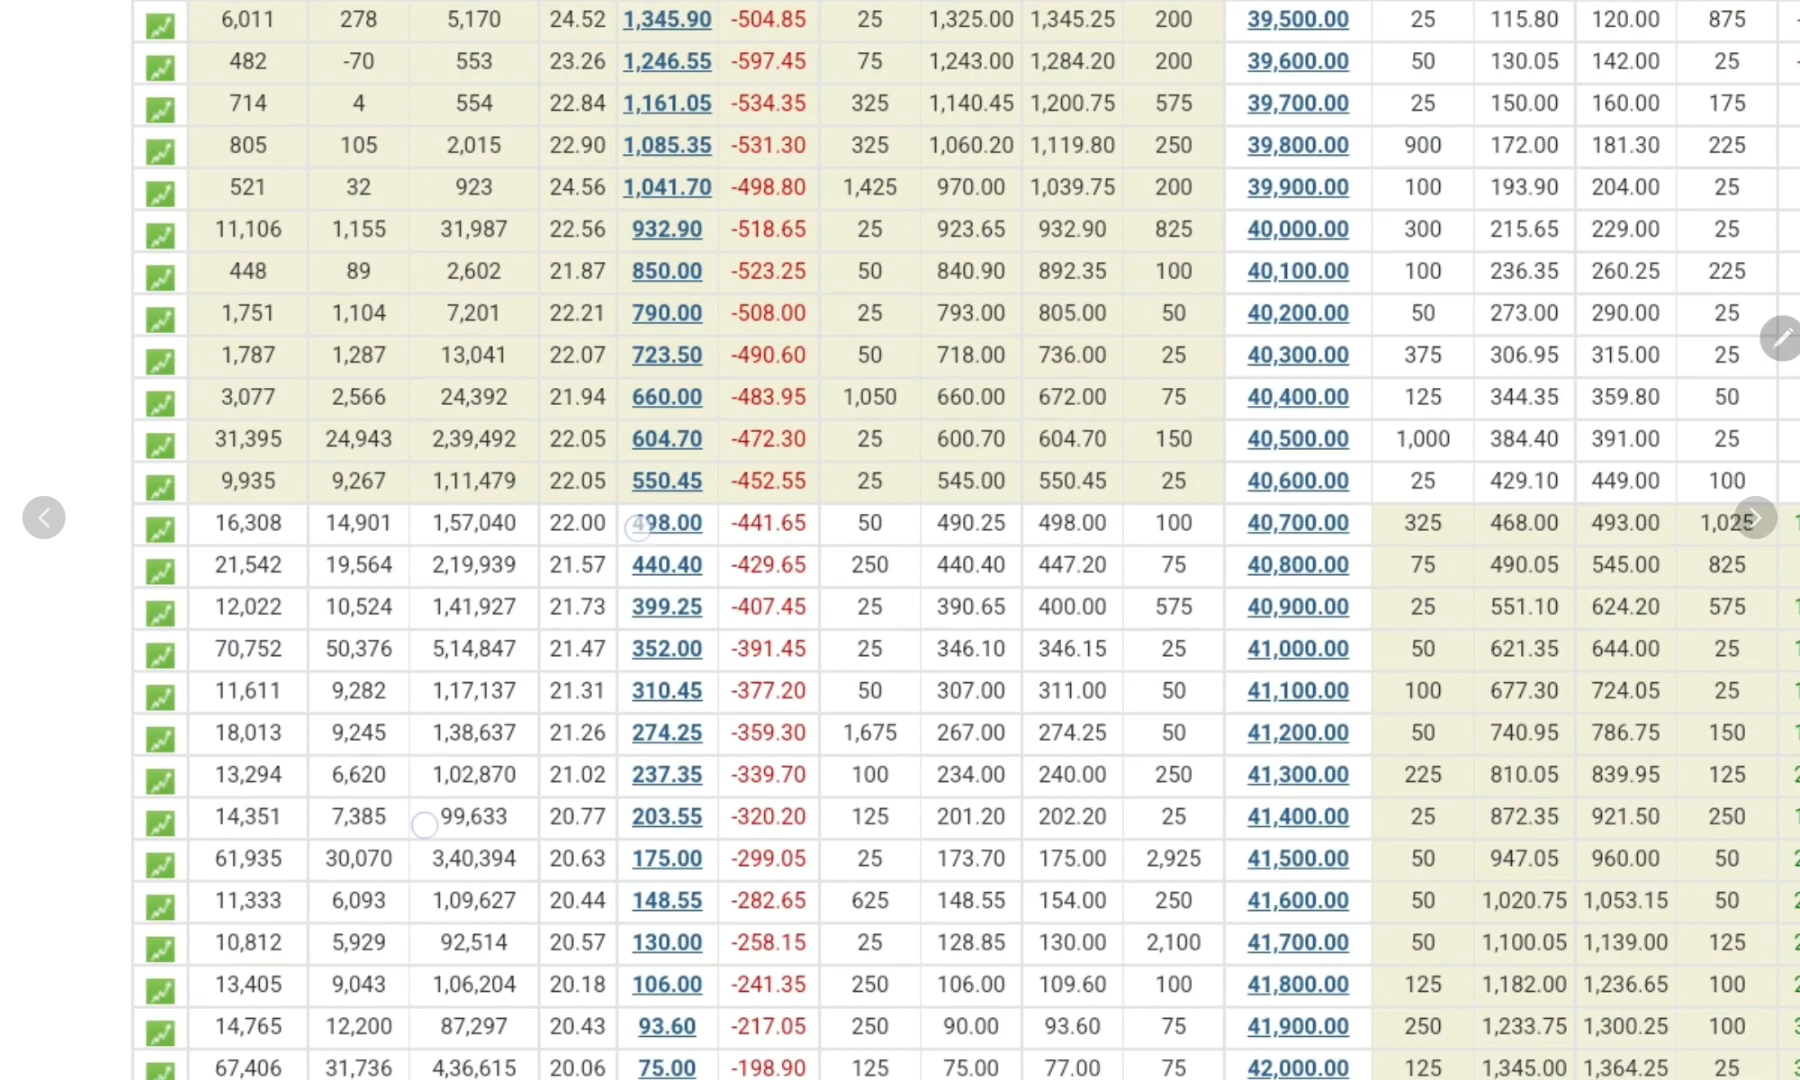 6,011 278 5,170 24.52 1,345.90 -504.85 25 1,325.00 1,345.25 200 39,500.00 25 115.80 120.00 875 -
482 -70 553 23.26 1,246.55 -597.45 75 1,243.00 1,284.20 200 39,600.00 50 130.05 142.00 25 -
714 4 554 22.84 1,161.05 -534.35 325 1,140.45 1,200.75 575 39,700.00 25 150.00 160.00 175
805 105 2,015 22.90 1,085.35 -531.30 325 1,060.20 1,119.80 250 39,800.00 900 172.00 181.30 225
521 32 923 24.56 1,041.70 -498.80 1,425 970.00 1,039.75 200 39,900.00 100 193.90 204.00 25
11,106 1,155 31,987 22.56 932.90 -518.65 25 923.65 932.90 825 40,000.00 300 215.65 229.00 25
448 89 2,602 21.87 850.00 -523.25 50 840.90 892.35 100 40,100.00 100 236.35 260.25 225
1,751 1,104 7,201 22.21 790.00 -508.00 25 793.00 805.00 50 40,200.00 50 273.00 290.00 25
1,787 1,287 13,041 22.07 723.50 -490.60 50 718.00 736.00 25 40,300.00 375 306.95 315.00 25
3,077 2,566 24,392 21.94 660.00 -483.95 1,050 660.00 672.00 75 40,400.00 125 344.35 359.80 50
31,395 24,943 2,39,492 22.05 604.70 -472.30 25 600.70 604.70 150 40,500.00 1,000 384.40 391.00 25
9,935 9,267 1,11,479 22.05 550.45 -452.55 25 545.00 550.45 25 40,600.00 25 429.10 449.00 100
16,308 14,901 1,57,040 22.00 498.00 -441.65 50 490.25 498.00 100 40,700.00 325 468.00 493.00 1,025
21,542 19,564 2,19,939 21.57 440.40 -429.65 250 440.40 447.20 75 40,800.00 75 490.05 545.00 825
12,022 10,524 1,41,927 21.73 399.25 -407.45 25 390.65 400.00 575 40,900.00 25 551.10 624.20 575
70,752 50,376 5,14,847 21.47 352.00 -391.45 25 346.10 346.15 25 41,000.00 50 621.35 644.00 25
11,611 9,282 1,17,137 21.31 310.45 -377.20 50 307.00 311.00 50 41,100.00 100 677.30 724.05 25
18,013 9,245 1,38,637 21.26 274.25 -359.30 1,675 267.00 274.25 50 41,200.00 50 740.95 786.75 150
13,294 6,620 1,02,870 21.02 237.35 -339.70 100 234.00 240.00 250 41,300.00 225 810.05 839.95 125
14,351 7,385 99,633 20.77 203.55 -320.20 125 201.20 202.20 25 41,400.00 25 872.35 921.50 250
61,935 30,070 3,40,394 20.63 175.00 -299.05 25 173.70 175.00 2,925 41,500.00 50 947.05 960.00 50
11,333 6,093 1,09,627 20.44 148.55 -282.65 625 148.55 154.00 250 41,600.00 50 1,020.75 1,053.15 50
10,812 5,929 92,514 20.57 130.00 -258.15 25 128.85 130.00 2,100 41,700.00 50 1,100.05 1,139.00 125
13,405 9,043 1,06,204 20.18 106.00 -241.35 250 106.00 109.60 100 41,800.00 125 1,182.00 1,236.65 100
14,765 12,200 87,297 20.43 93.60 -217.05 250 90.00 93.60 75 41,900.00 250 1,233.75 1,300.25 100
67,406 31,736 4,36,615 20.06 75.00 -198.90 125 75.00 77.00 75 42,000.00 125 1,345.00 1,364.25 25